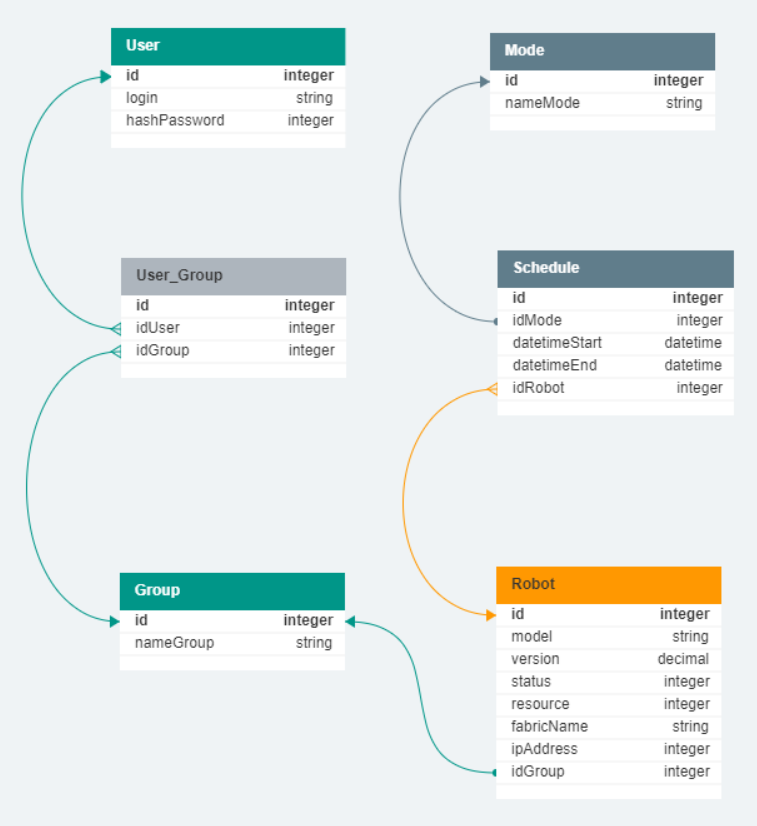 User
id integer
login string
hashPassword integer
Mode
id integer
nameMode string
User_Group
id integer
idUser integer
idGroup integer
Schedule
id integer
idMode integer
datetimeStart datetime
datetimeEnd datetime
idRobot integer
Group
id integer
nameGroup string
Robot
id integer
model string
version decimal
status integer
resource integer
fabricName string
ipAddress integer
idGroup integer